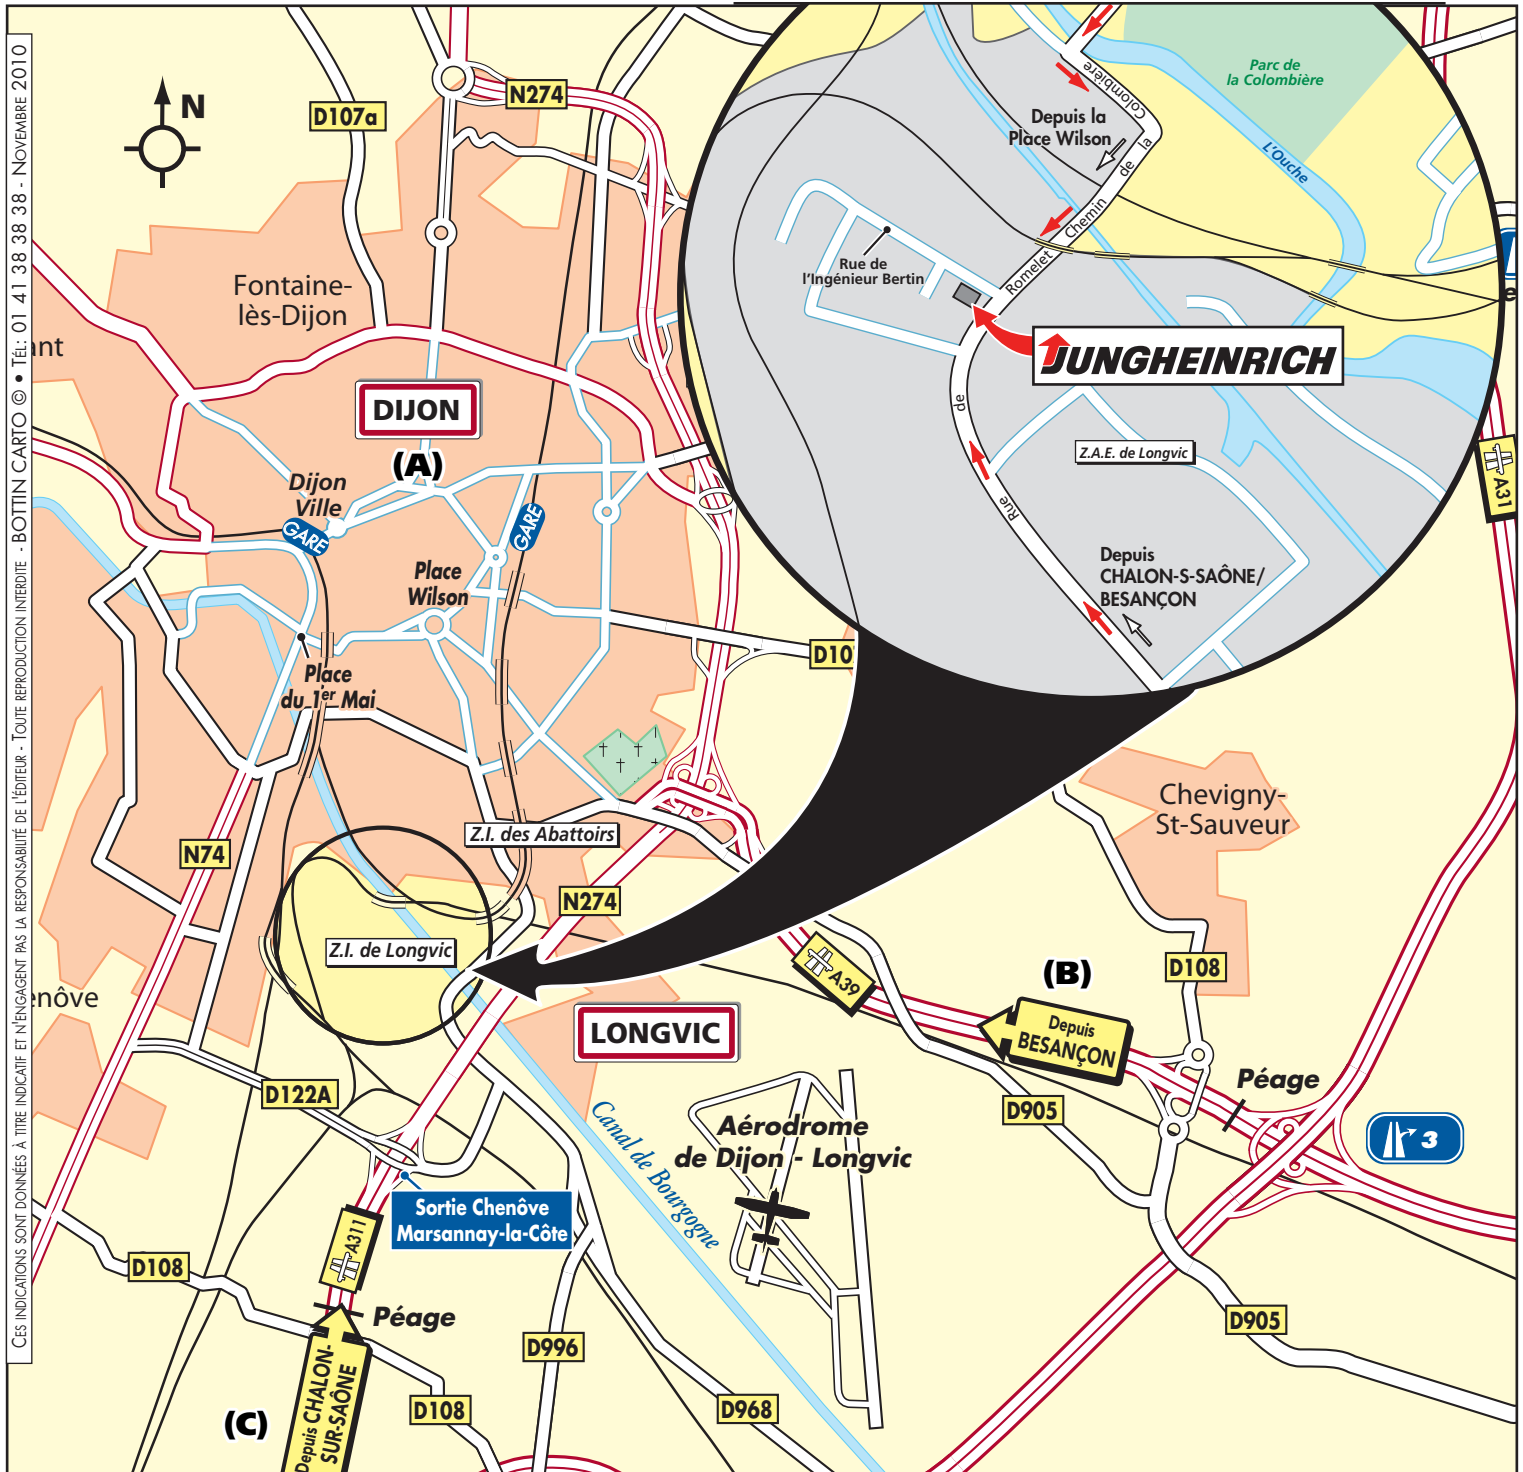 CES INDICATIONS SONT DONNÉES À TITRE INDICATIF ET N'ENGAGENT PAS LA RESPONSABILITÉ DE L'ÉDITEUR - TOUTE REPRODUCTION INTERDITE - BOTTIN CARTO © • TÉL: 01 41 38 38 38 - NOVEMBRE 2010
N
D107a
N274
Fontaine-
lès-Dijon
DIJON
(A)
Dijon
Ville
GARE
GARE
Place
Wilson
Place
du 1er Mai
Z.I. des Abattoirs
N74
N274
Z.I. de Longvic
LONGVIC
D122A
Sortie Chenôve
Marsannay-la-Côte
A311
D108
Péage
Depuis CHALON-
SUR-SAÔNE
(C)
D108
D996
D968
Canal de Bourgogne
Aérodrome
de Dijon - Longvic
A39
(B)
Depuis
BESANÇON
D108
Péage
D905
3
D905
Chevigny-
St-Sauveur
A31
Parc de
la Colombière
L'Ouche
Depuis la
Place Wilson
Rue de
l'Ingénieur Bertin
Rue de Romelet
Chemin de la Colombière
JUNGHEINRICH
Z.A.E. de Longvic
Depuis
CHALON-S-SAÔNE/
BESANÇON